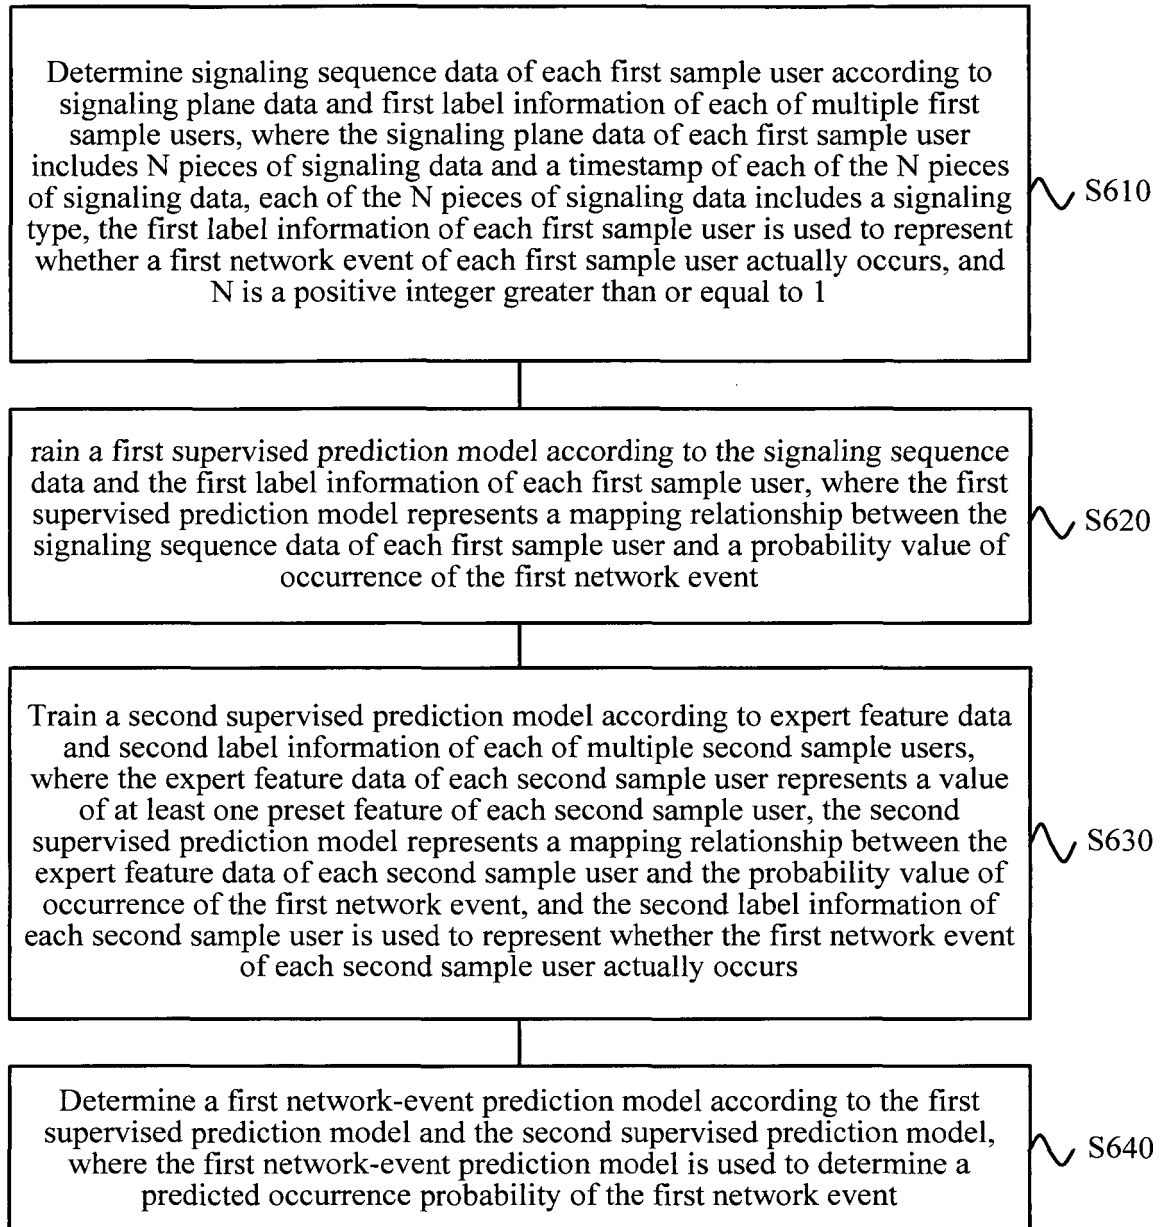 Determine signaling sequence data of each first sample user according to
signaling plane data and first label information of each of multiple first
sample users, where the signaling plane data of each first sample user
includes N pieces of signaling data and a timestamp of each of the N pieces
of signaling data, each of the N pieces of signaling data includes a signaling
type, the first label information of each first sample user is used to represent
whether a first network event of each first sample user actually occurs, and
N is a positive integer greater than or equal to 1
S610
rain a first supervised prediction model according to the signaling sequence
data and the first label information of each first sample user, where the first
supervised prediction model represents a mapping relationship between the
signaling sequence data of each first sample user and a probability value of
occurrence of the first network event
S620
Train a second supervised prediction model according to expert feature data
and second label information of each of multiple second sample users,
where the expert feature data of each second sample user represents a value
of at least one preset feature of each second sample user, the second
supervised prediction model represents a mapping relationship between the
expert feature data of each second sample user and the probability value of
occurrence of the first network event, and the second label information of
each second sample user is used to represent whether the first network event
of each second sample user actually occurs
S630
Determine a first network-event prediction model according to the first
supervised prediction model and the second supervised prediction model,
where the first network-event prediction model is used to determine a
predicted occurrence probability of the first network event
S640